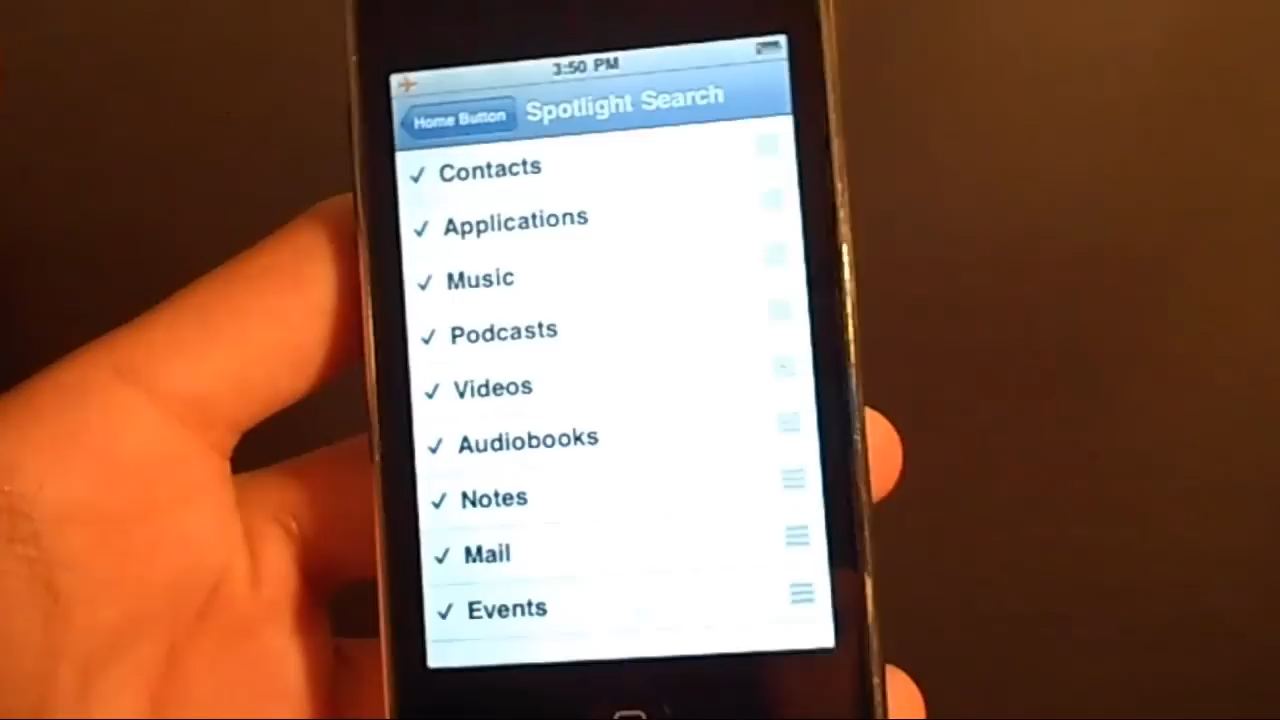 3:50 PM
Home Button
Spotlight Search
Contacts
Applications
Music
Podcasts
Videos
Audiobooks
Notes
Mail
Events